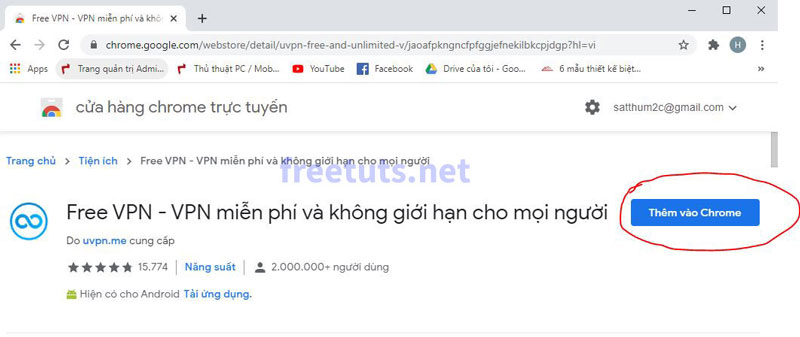 Free VPN - VPN miễn phí và khôn
chrome.google.com/webstore/detail/uvpn-free-and-unlimited-v/jaoafpkngncfpfggjefnekilbkcpjdgp?hl=vi
H
Apps Trang quản trị Admi... Thủ thuật PC / Mob... YouTube Facebook Drive của tôi - Goo... 6 mẫu thiết kế biệt...
cửa hàng chrome trực tuyến
satthum2c@gmail.com
Trang chủ Tiện ích Free VPN - VPN miễn phí và không giới hạn cho mọi người
freetuts.net
Free VPN - VPN miễn phí và không giới hạn cho mọi người
Thêm vào Chrome
Do uvpn.me cung cấp
15.774 Năng suất 2.000.000+ người dùng
Hiện có cho Android Tải ứng dụng.